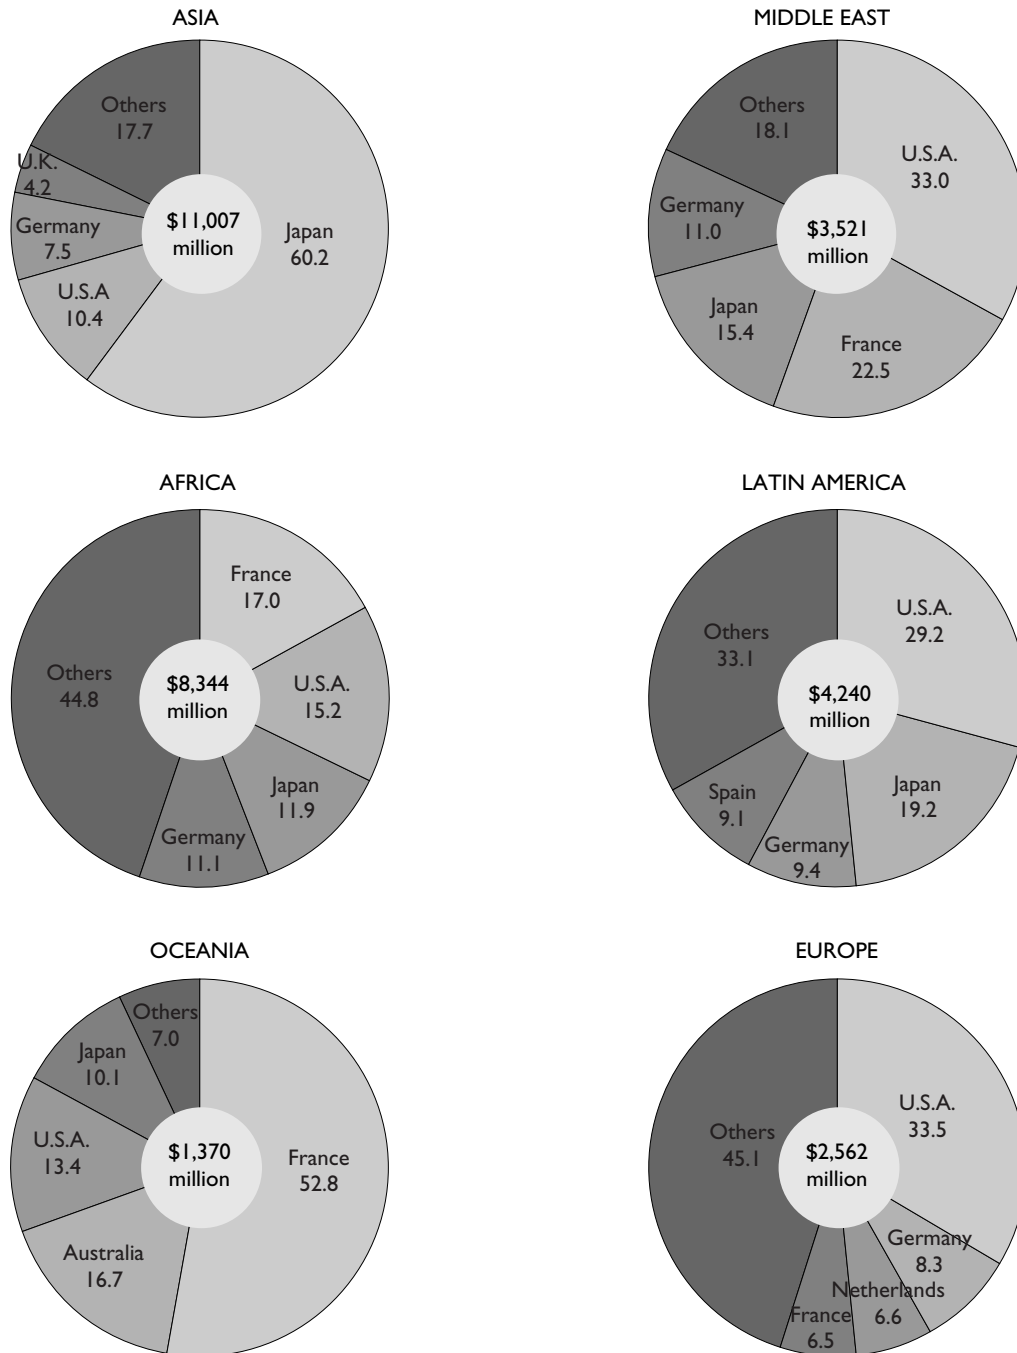 ASIA
Others
17.7
U.K.
4.2
Germany
7.5
U.S.A
10.4
$11,007
million
Japan
60.2
MIDDLE EAST
Others
18.1
U.S.A.
33.0
Germany
11.0
$3,521
million
Japan
15.4
France
22.5
AFRICA
France
17.0
Others
44.8
$8,344
million
U.S.A.
15.2
Japan
11.9
Germany
11.1
LATIN AMERICA
U.S.A.
29.2
Others
33.1
$4,240
million
Spain
9.1
Japan
19.2
Germany
9.4
OCEANIA
Others
7.0
Japan
10.1
U.S.A.
13.4
$1,370
million
France
52.8
Australia
16.7
EUROPE
U.S.A.
33.5
Others
45.1
$2,562
million
Germany
8.3
Netherlands
6.6
France
6.5